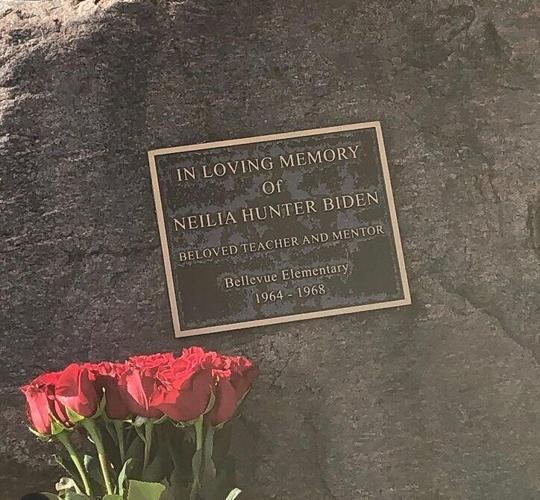 IN LOVING MEMORY
Of
NEILIA HUNTER BIDEN
BELOVED TEACHER AND MENTOR
Bellevue Elementary
1964 - 1968